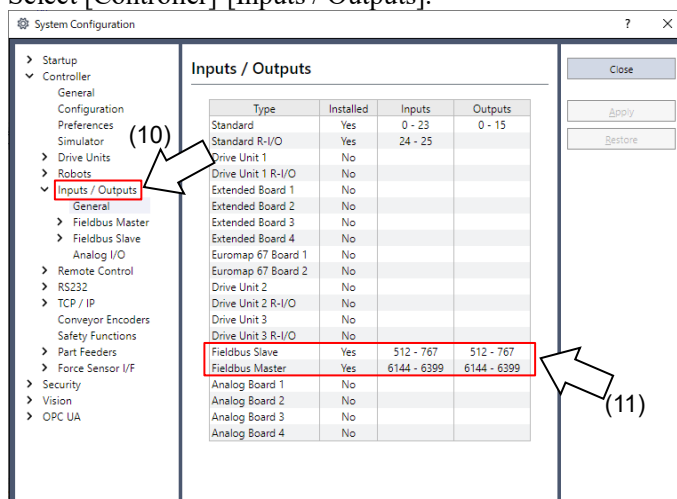 Select [Controller]-[Inputs / Outputs].
System Configuration
? ×
Startup
Controller
General
Configuration
Preferences
Simulator
Drive Units
Robots
Inputs / Outputs
General
Fieldbus Master
Fieldbus Slave
Analog I/O
Remote Control
RS232
TCP / IP
Conveyor Encoders
Safety Functions
Part Feeders
Force Sensor I/F
Security
Vision
OPC UA
(10)
Inputs / Outputs
Type Installed Inputs Outputs
Standard Yes 0 - 23 0 - 15
Standard R-I/O Yes 24 - 25
Drive Unit 1 No
Drive Unit 1 R-I/O No
Extended Board 1 No
Extended Board 2 No
Extended Board 3 No
Extended Board 4 No
Euromap 67 Board 1 No
Euromap 67 Board 2 No
Drive Unit 2 No
Drive Unit 2 R-I/O No
Drive Unit 3 No
Drive Unit 3 R-I/O No
Fieldbus Slave Yes 512 - 767 512 - 767
Fieldbus Master Yes 6144 - 6399 6144 - 6399
Analog Board 1 No
Analog Board 2 No
Analog Board 3 No
Analog Board 4 No
(11)
Close
Apply
Restore